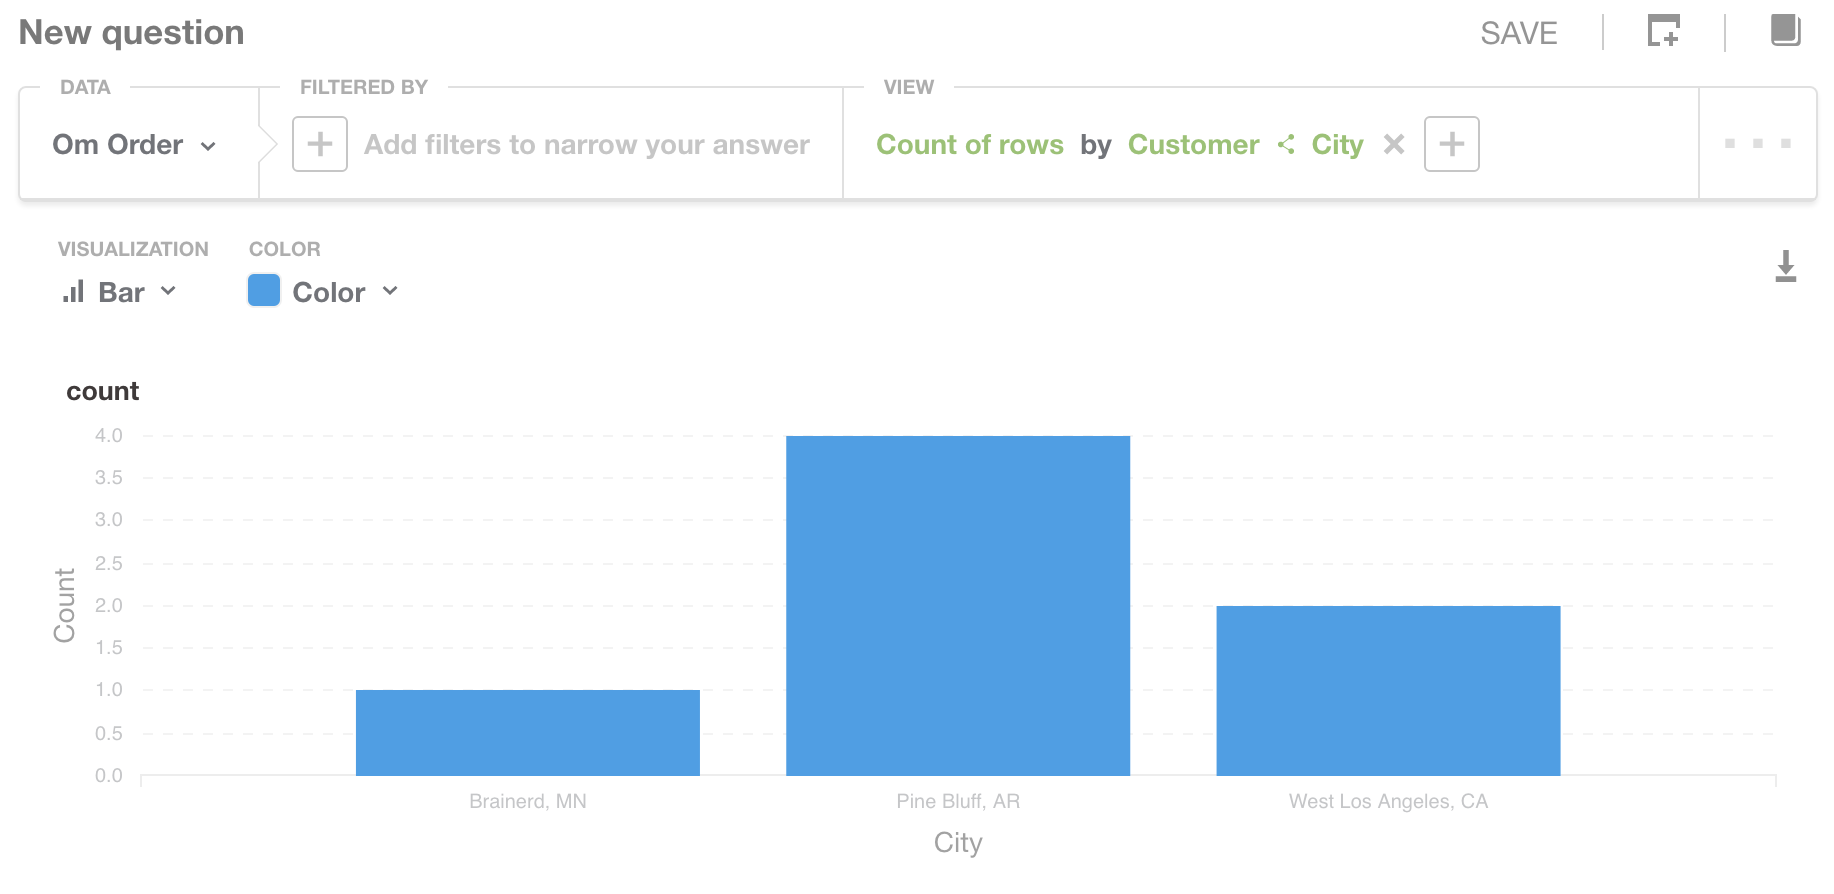 New question
SAVE
DATA
FILTERED BY
VIEW
Om Order
Add filters to narrow your answer
Count of rows by Customer City
VISUALIZATION
COLOR
Bar
Color
count
4.0
3.5
3.0
2.5
2.0
1.5
1.0
0.5
0.0
Count
Brainerd, MN
Pine Bluff, AR
West Los Angeles, CA
City